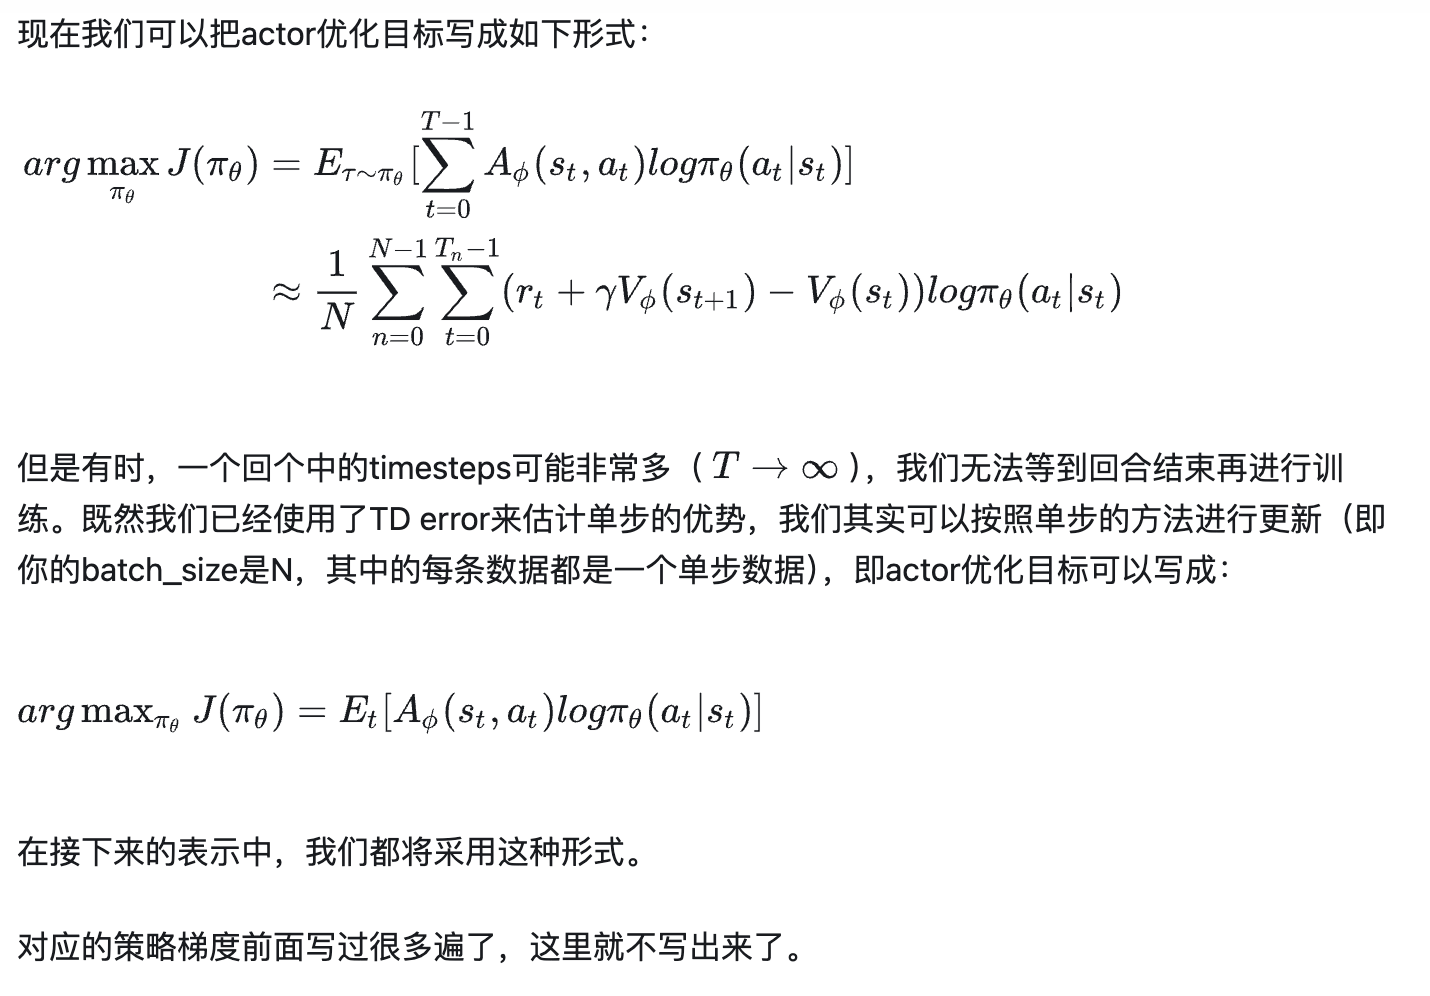 现在我们可以把actor优化目标写成如下形式：
$$\begin{aligned} arg\max_{\pi_\theta} J(\pi_\theta) &= E_{\tau\sim\pi_\theta}[\sum_{t=0}^{T-1} A_\phi(s_t, a_t)log\pi_\theta(a_t|s_t)] \\
&\approx \frac{1}{N}\sum_{n=0}^{N-1}\sum_{t=0}^{T_n-1}(r_t + \gamma V_\phi(s_{t+1}) - V_\phi(s_t))log\pi_\theta(a_t|s_t) \end{aligned}$$
但是有时，一个回个中的timesteps可能非常多（$T \to \infty$），我们无法等到回合结束再进行训
练。既然我们已经使用了TD error来估计单步的优势，我们其实可以按照单步的方法进行更新（即
你的batch_size是N，其中的每条数据都是一个单步数据），即actor优化目标可以写成：
$arg\max_{\pi_\theta} J(\pi_\theta) = E_t[A_\phi(s_t, a_t)log\pi_\theta(a_t|s_t)]$
在接下来的表示中，我们都将采用这种形式。
对应的策略梯度前面写过很多遍了，这里就不写出来了。